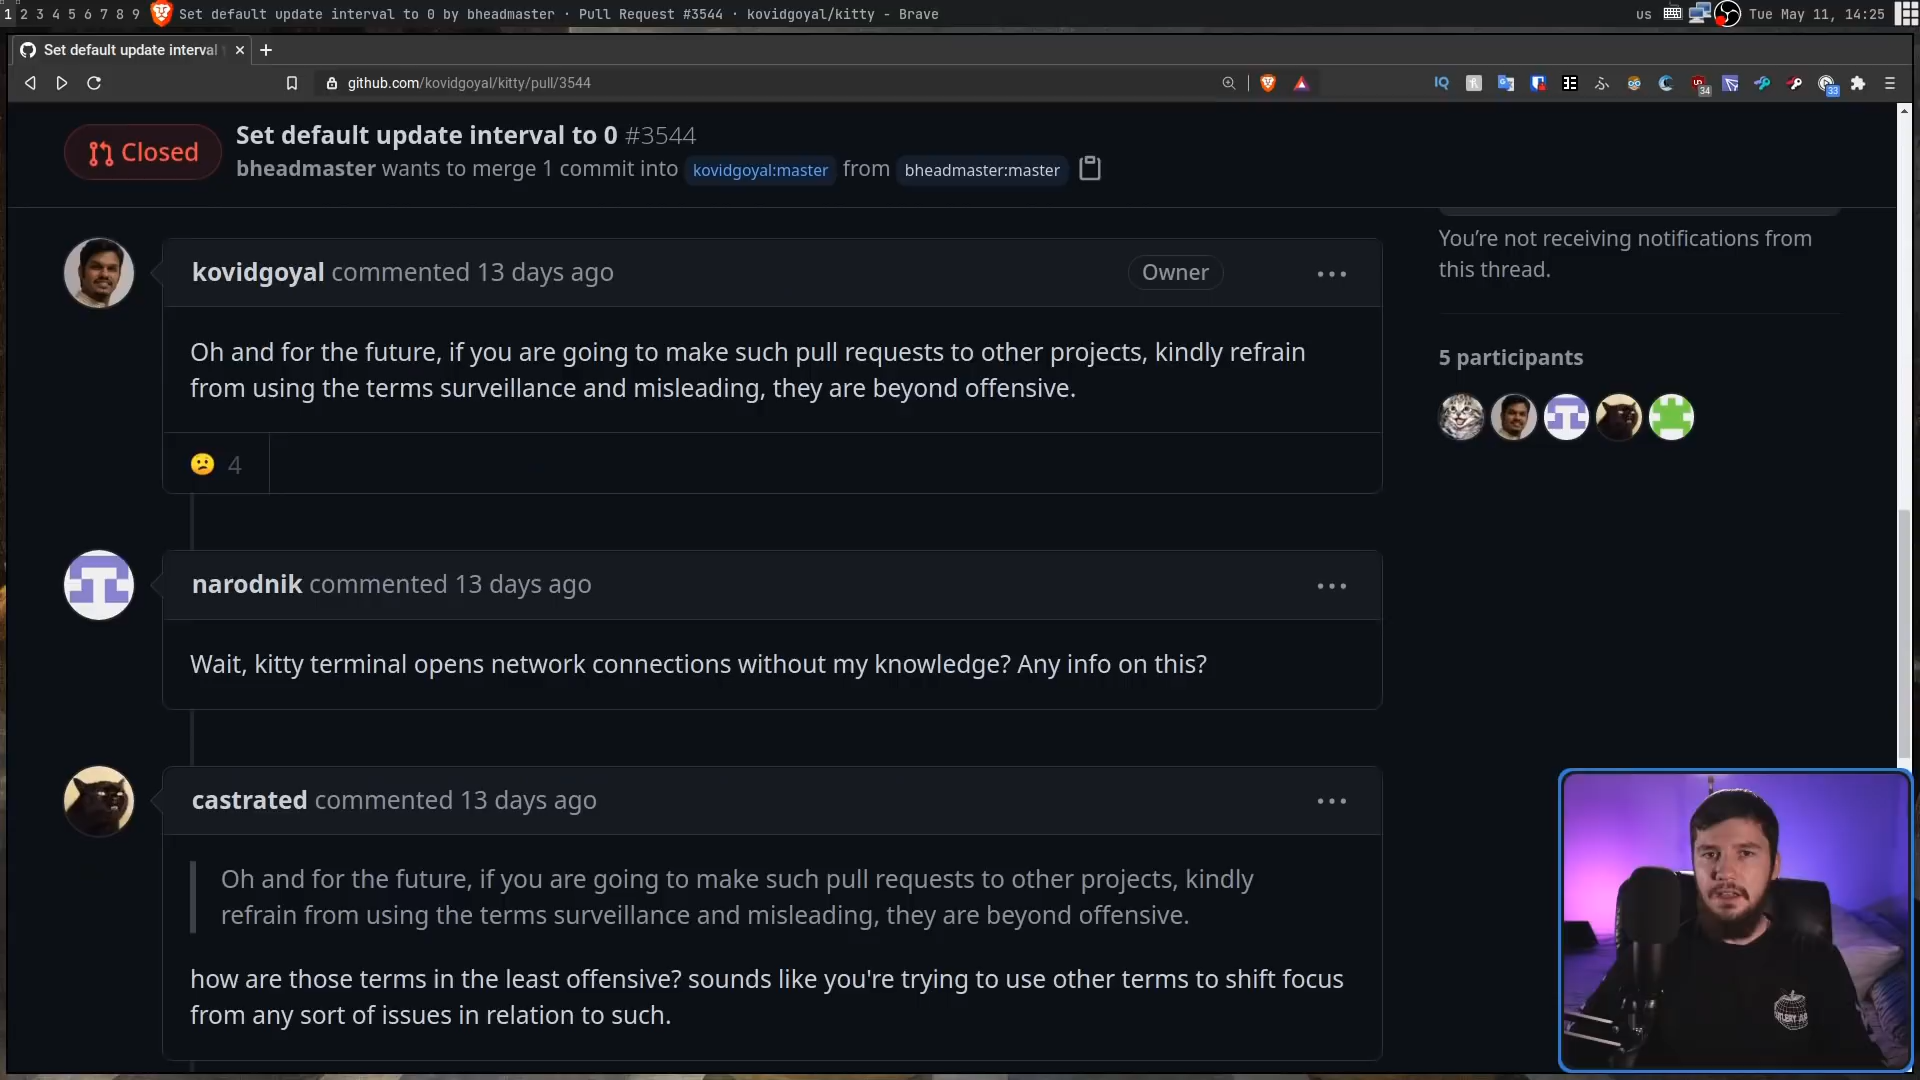 1 2 3 4 5 6 7 8 9 Set default update interval to 0 by bheadmaster · Pull Request #3544 · kovidgoyal/kitty - Brave us Tue May 11, 14:25
Set default update interval
github.com/kovidgoyal/kitty/pull/3544
34
33
Closed
Set default update interval to 0 #3544
bheadmaster wants to merge 1 commit into kovidgoyal:master from bheadmaster:master
kovidgoyal commented 13 days ago
Owner
Oh and for the future, if you are going to make such pull requests to other projects, kindly refrain
from using the terms surveillance and misleading, they are beyond offensive.
4
narodnik commented 13 days ago
Wait, kitty terminal opens network connections without my knowledge? Any info on this?
castrated commented 13 days ago
Oh and for the future, if you are going to make such pull requests to other projects, kindly
refrain from using the terms surveillance and misleading, they are beyond offensive.
how are those terms in the least offensive? sounds like you're trying to use other terms to shift focus
from any sort of issues in relation to such.
You're not receiving notifications from
this thread.
5 participants